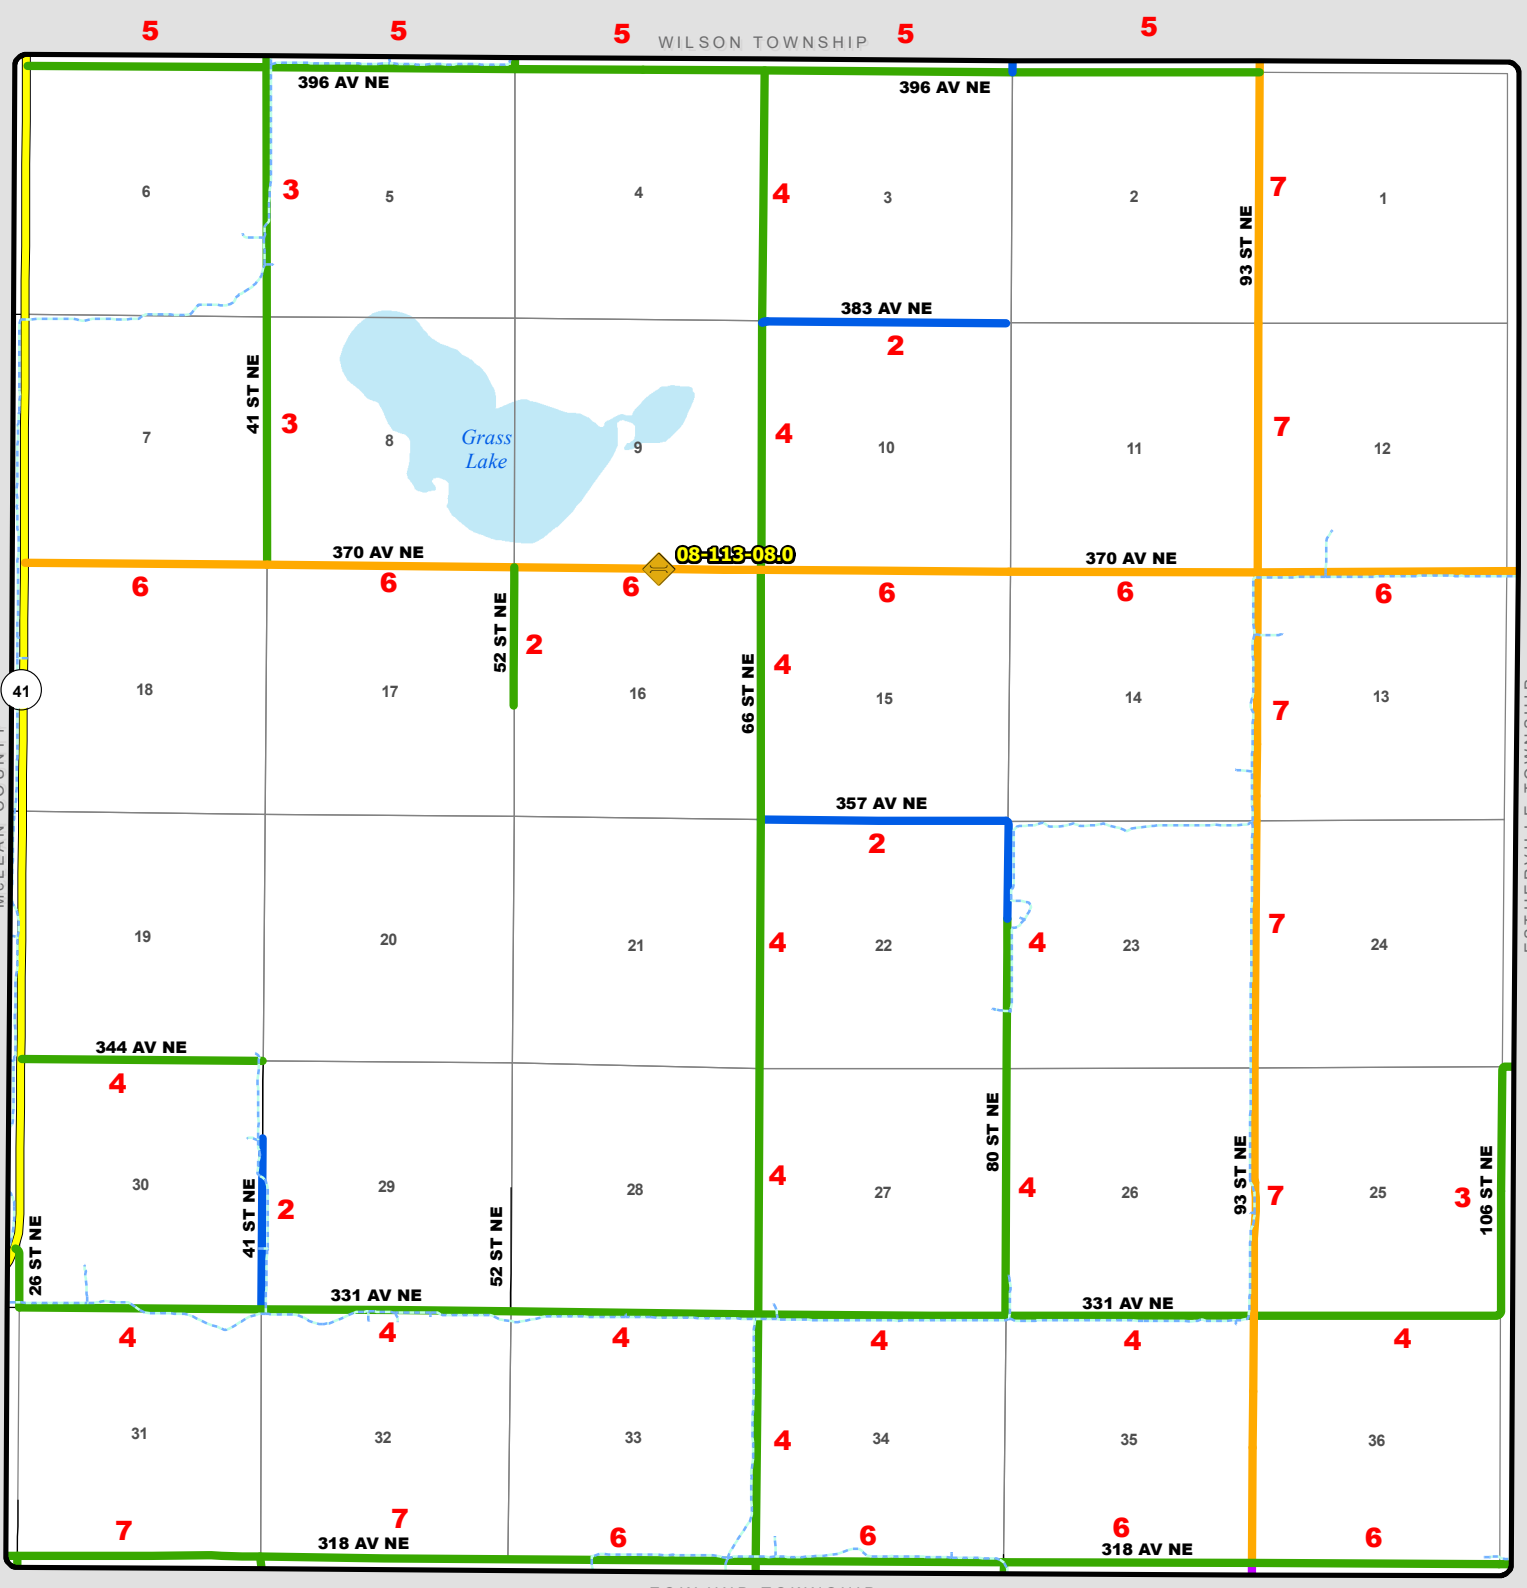 5 5 5 5 5
WILSON TOWNSHIP
396 AV NE 396 AV NE
6 3 5 4 4 3 2 7 1
93 ST NE
383 AV NE
2
41 ST NE
7 3 8 9 4 10 11 7 12
Grass
Lake
370 AV NE 08-113-08.0 370 AV NE
6 6 6 6 6 6
52 ST NE 2
66 ST NE 4
41 18 17 16 15 14 7 13
357 AV NE
2
19 20 21 4 22 4 23 7 24
344 AV NE
4
80 ST NE
93 ST NE
106 ST NE
30 41 ST NE 2 29 28 4 27 4 26 7 25 3
26 ST NE
52 ST NE
331 AV NE 331 AV NE
4 4 4 4 4 4
31 32 33 4 34 35 36
7 7 6 6 6 6
318 AV NE 318 AV NE